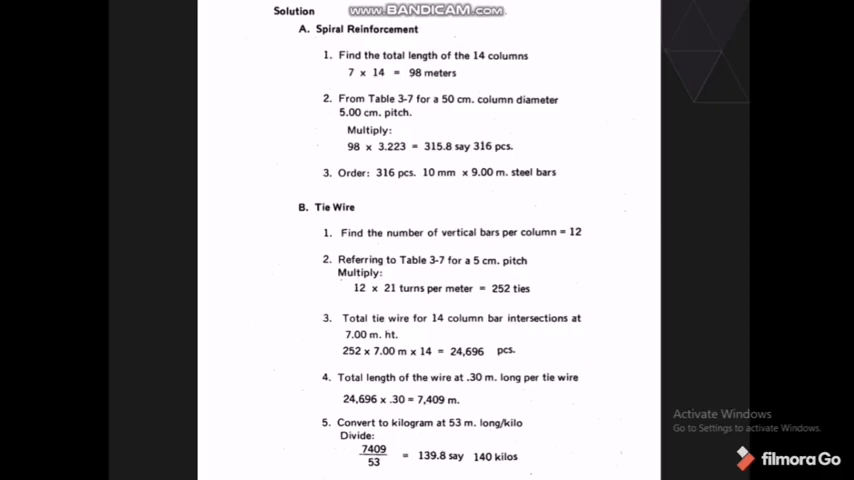 www.BANDICAM.com
Solution
A. Spiral Reinforcement
1. Find the total length of the 14 columns
7 x 14 = 98 meters
2. From Table 3-7 for a 50 cm. column diameter
5.00 cm. pitch.
Multiply:
98 x 3.223 = 315.8 say 316 pcs.
3. Order: 316 pcs. 10 mm x 9.00 m. steel bars
B. Tie Wire
1. Find the number of vertical bars per column = 12
2. Referring to Table 3-7 for a 5 cm. pitch
Multiply:
12 x 21 turns per meter = 252 ties
3. Total tie wire for 14 column bar intersections at
7.00 m. ht.
252 x 7.00 m x 14 = 24,696 pcs.
4. Total length of the wire at .30 m. long per tie wire
24,696 x .30 = 7,409 m.
5. Convert to kilogram at 53 m. long/kilo
Divide:
7409
53
= 139.8 say 140 kilos
Activate Windows
Go to Settings to activate Windows.
filmoraGo